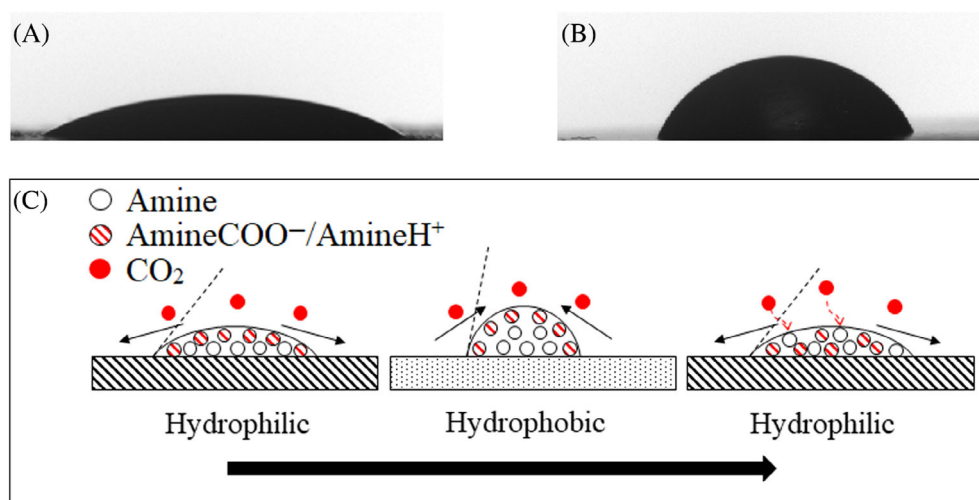 (A)
(B)
(C)
Amine
AmineCOO⁻/AmineH⁺
CO₂
Hydrophilic
Hydrophobic
Hydrophilic